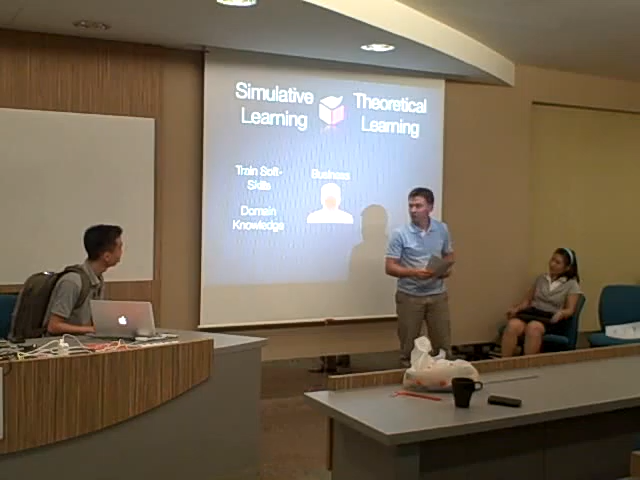 Simulative
Learning
Theoretical
Learning
Train Soft-
Skills
Domain
Knowledge
Business